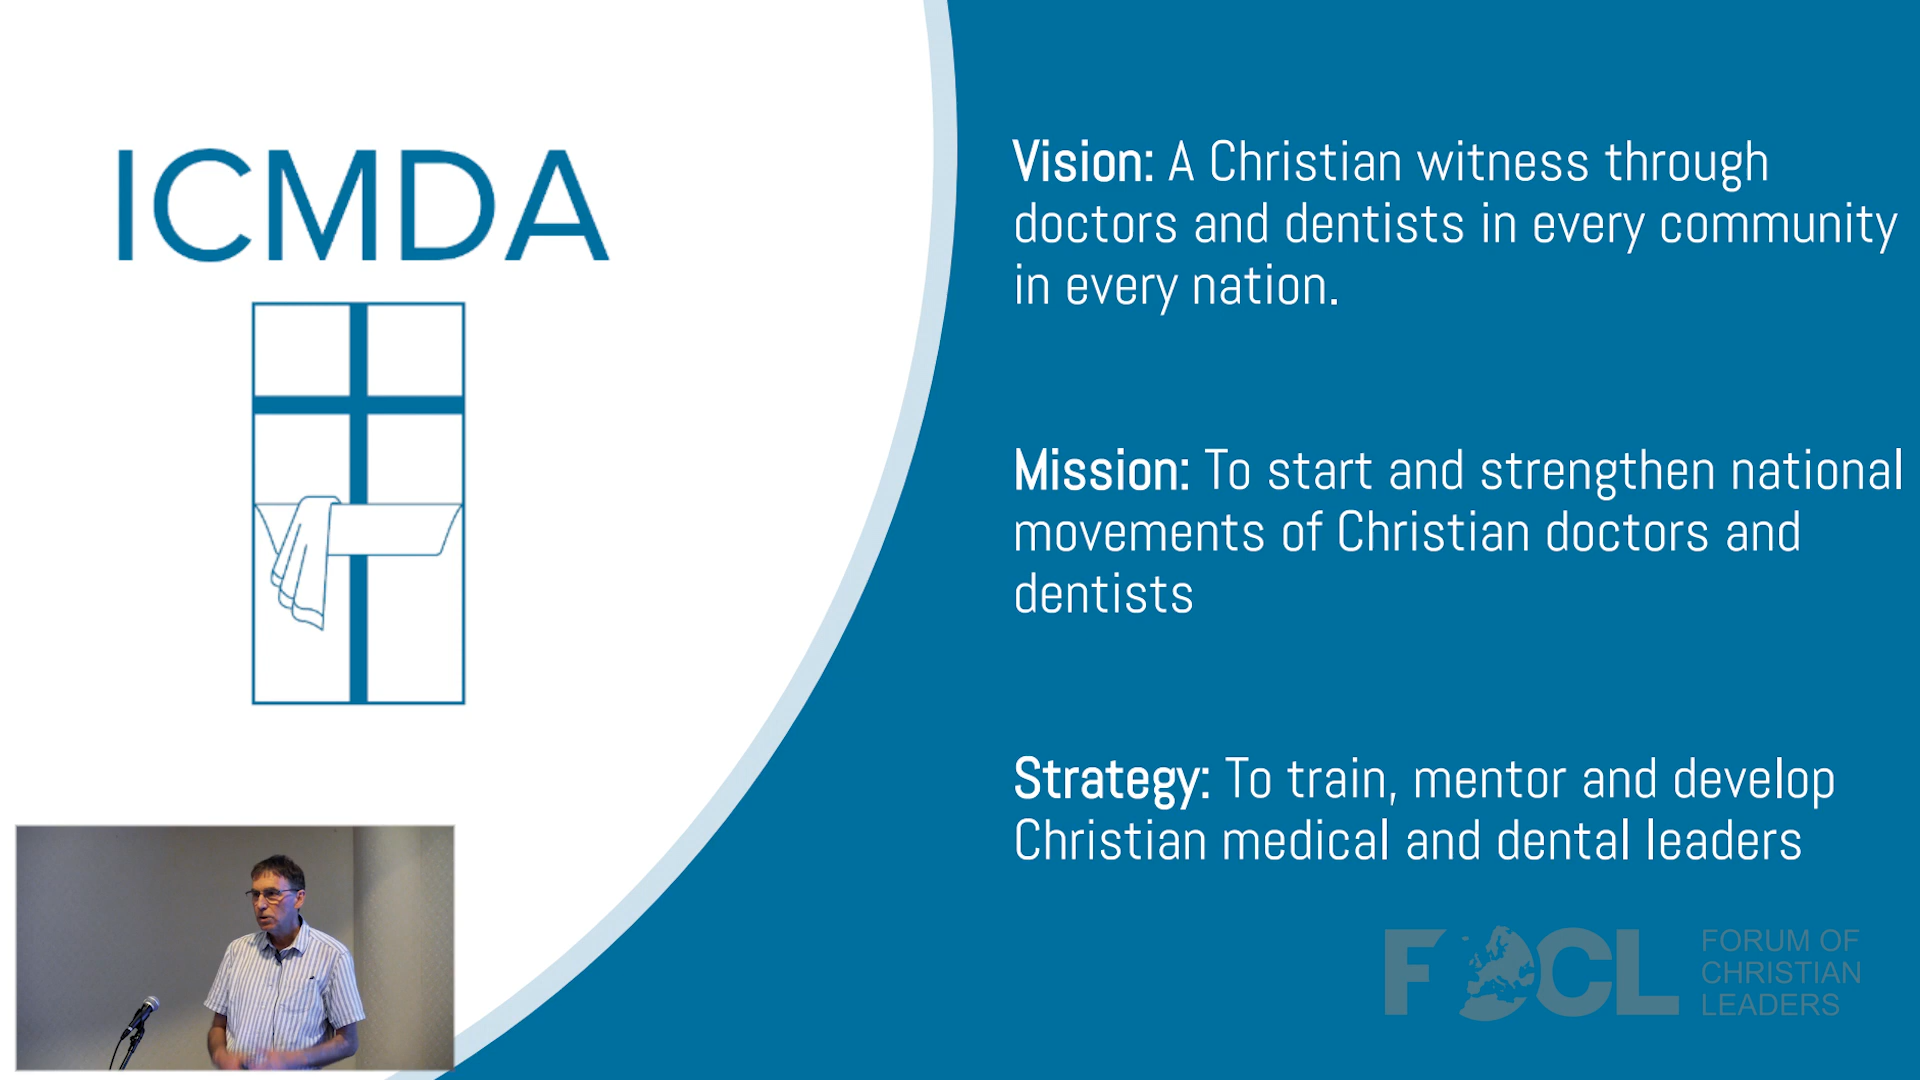 ICMDA
Vision: A Christian witness through
doctors and dentists in every community
in every nation.
Mission: To start and strengthen national
movements of Christian doctors and
dentists
Strategy: To train, mentor and develop
Christian medical and dental leaders
FOCL
FORUM OF
CHRISTIAN
LEADERS